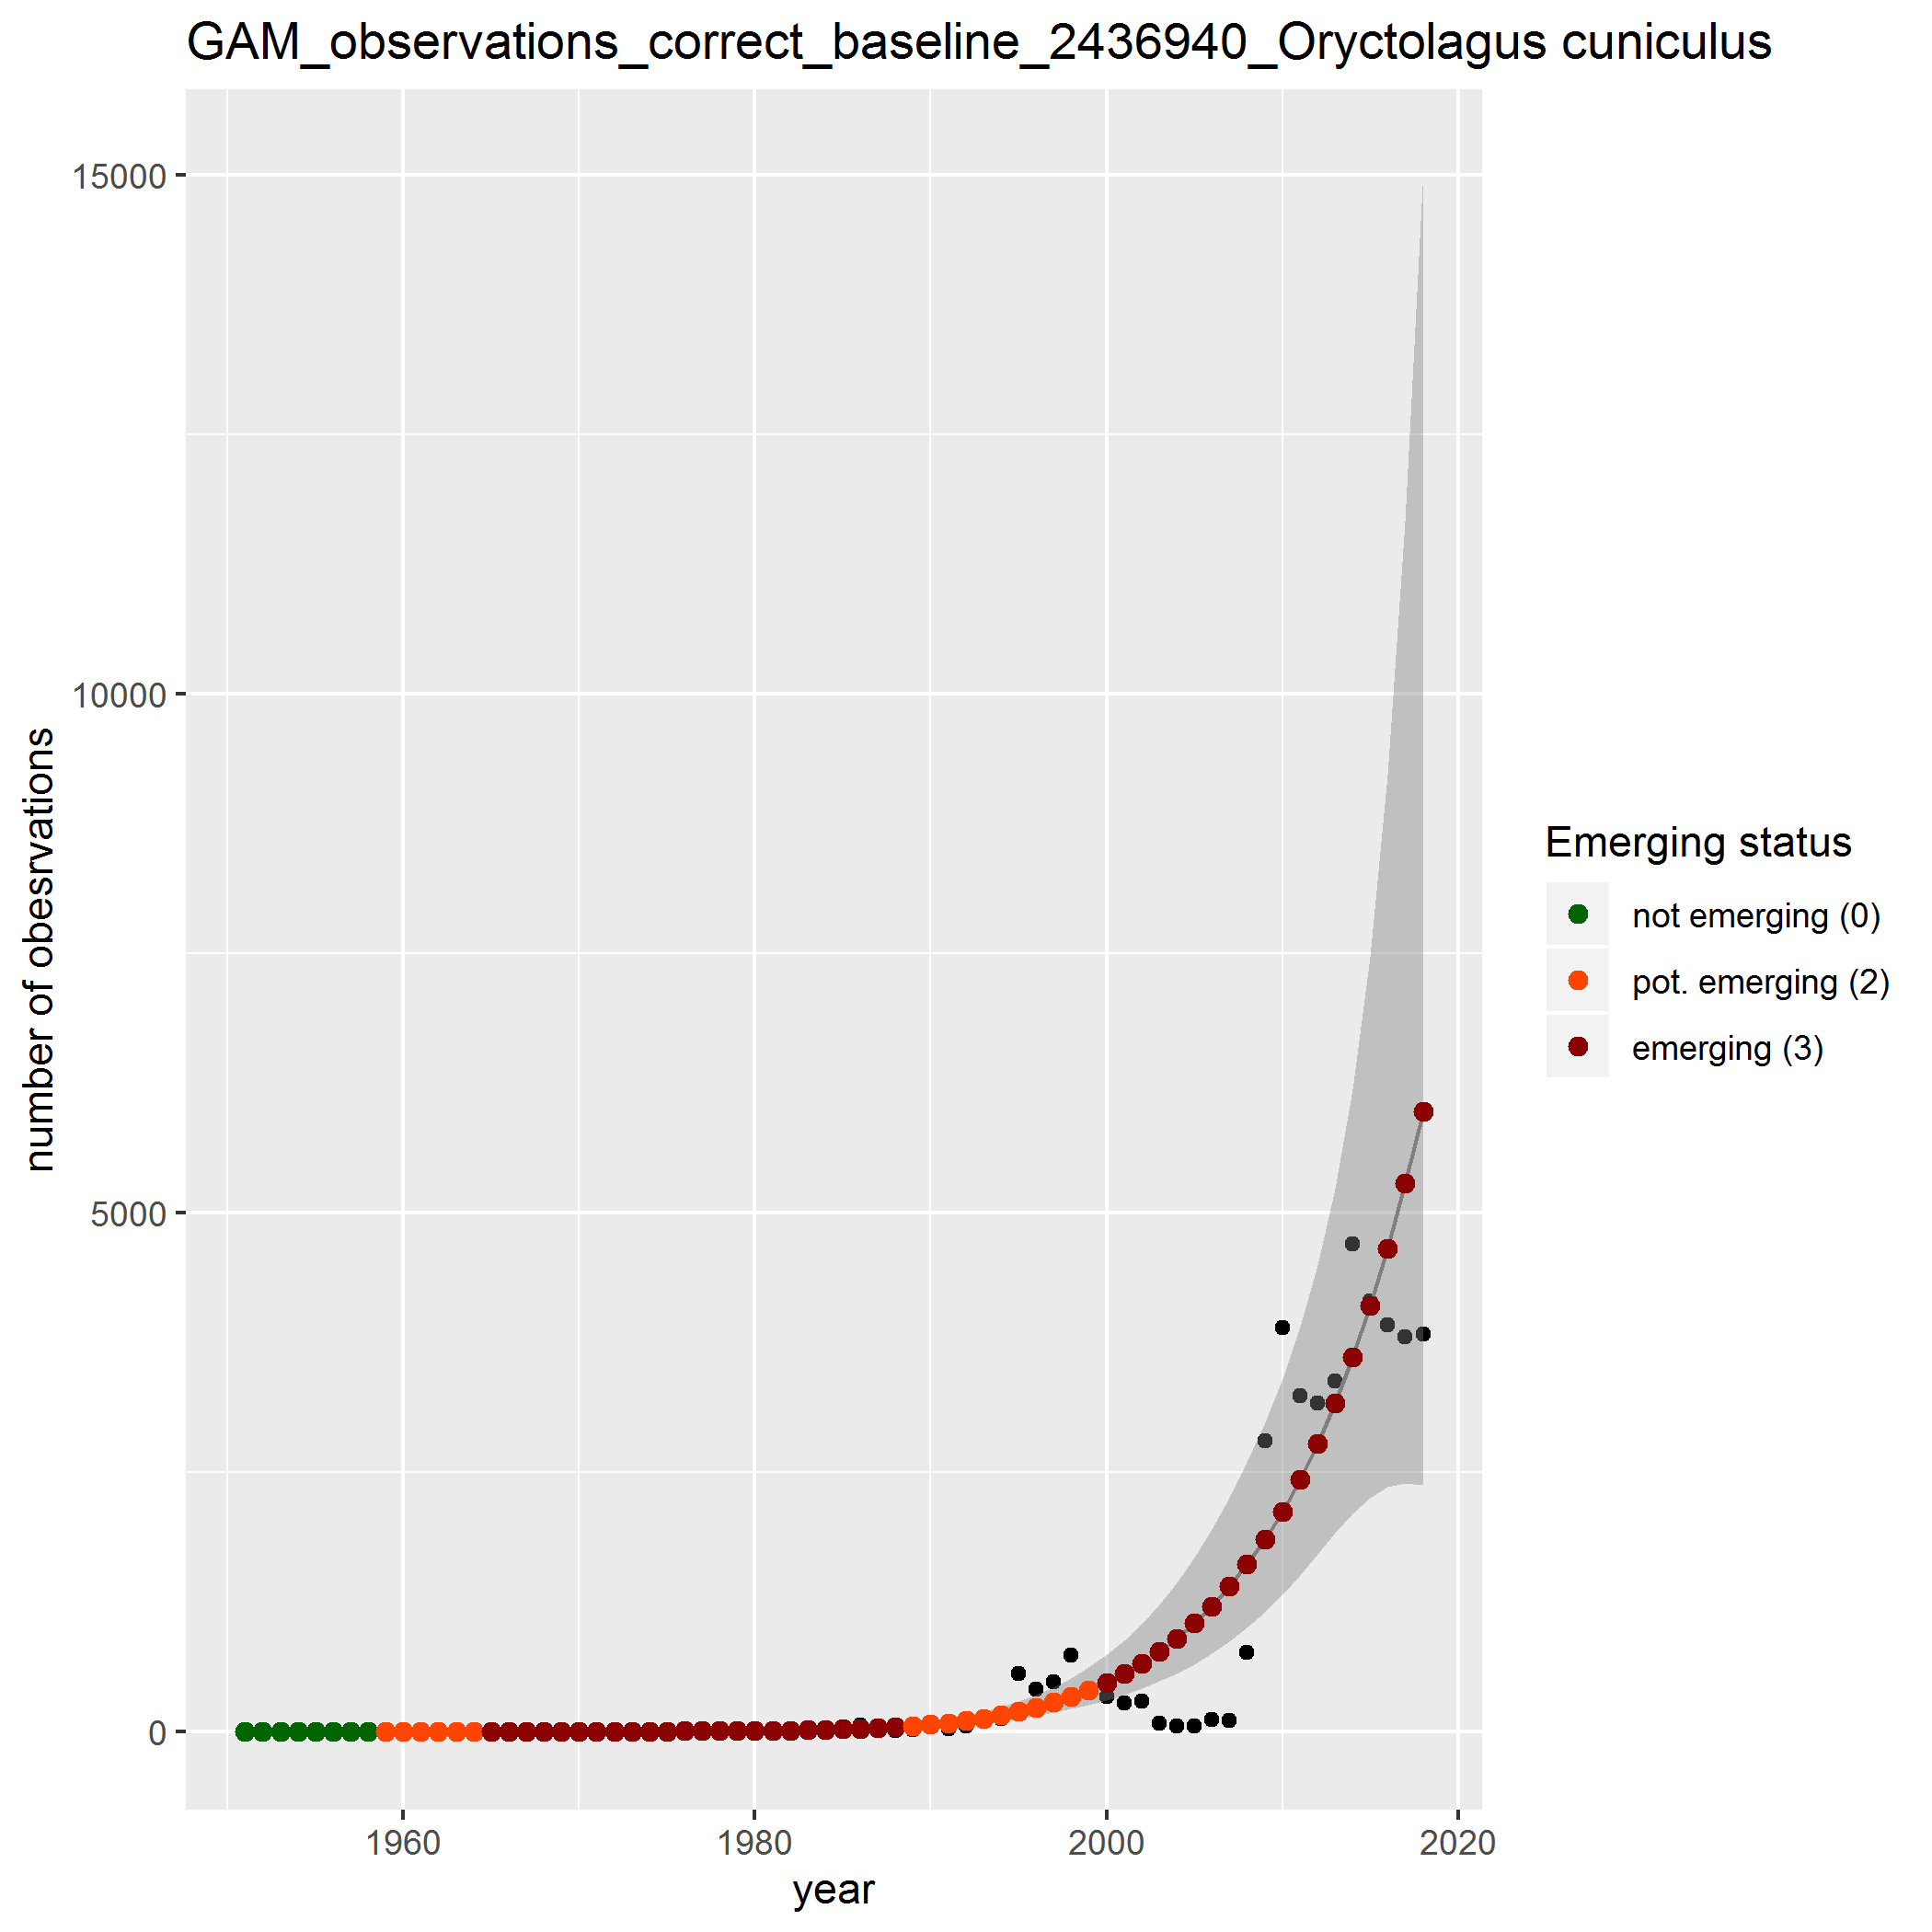 GAM_observations_correct_baseline_2436940_Oryctolagus cuniculus
15000
10000
5000
0
number of obesrvations
1960
1980
2000
2020
year
Emerging status
not emerging (0)
pot. emerging (2)
emerging (3)